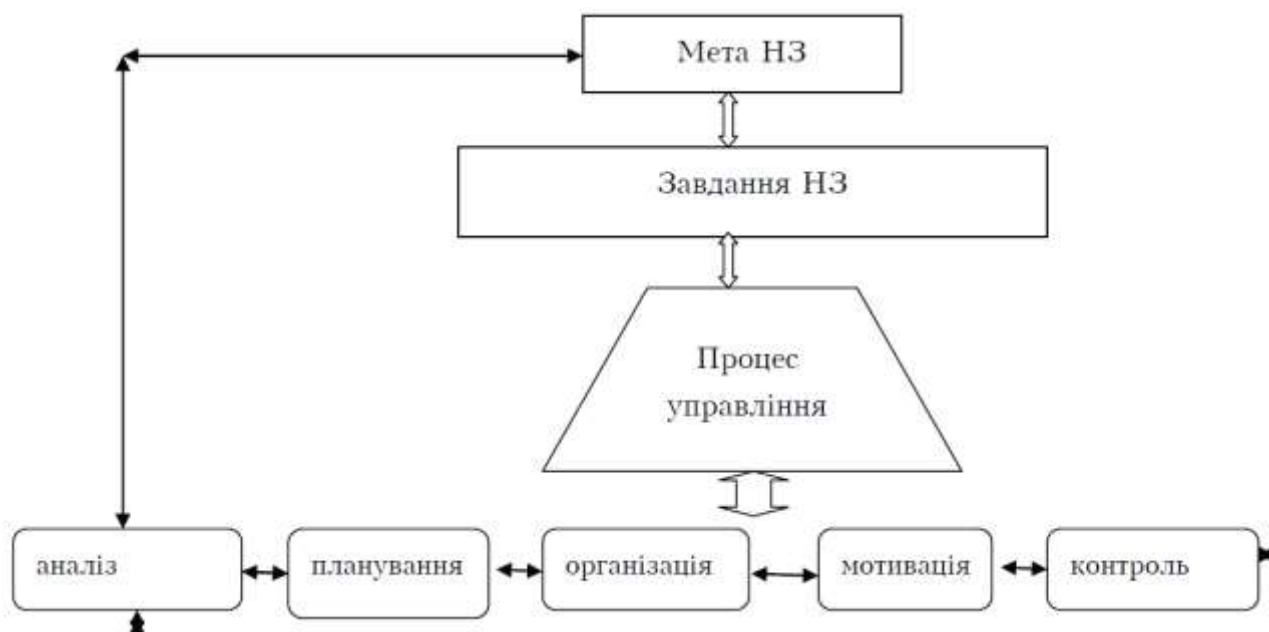 Мета НЗ
Завдання НЗ
Процес
управління
аналіз
планування
організація
мотивація
контроль